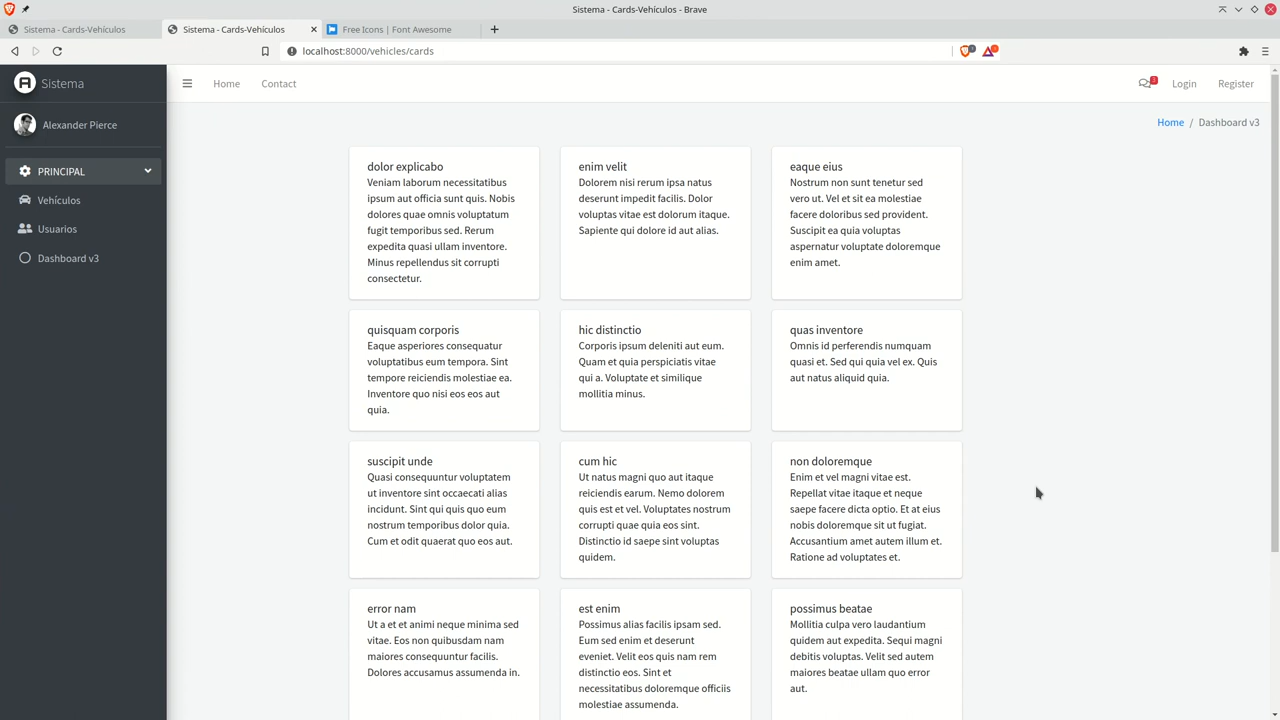 Sistema - Cards-Vehículos - Brave
Sistema - Cards-Vehículos
Sistema - Cards-Vehículos
Free Icons | Font Awesome
localhost:8000/vehicles/cards
Sistema
Home
Contact
Login
Register
Alexander Pierce
Home / Dashboard v3
PRINCIPAL
Vehículos
Usuarios
Dashboard v3
dolor explicabo
Veniam laborum necessitatibus
ipsum aut officia sunt quis. Nobis
dolores quae omnis voluptatum
fugit temporibus sed. Rerum
expedita quasi ullam inventore.
Minus repellendus sit corrupti
consectetur.
enim velit
Dolorem nisi rerum ipsa natus
deserunt impedit facilis. Dolor
voluptas vitae est dolorum itaque.
Sapiente qui dolore id aut alias.
eaque eius
Nostrum non sunt tenetur sed
vero ut. Vel et sit ea molestiae
facere doloribus sed provident.
Suscipit ea quia voluptas
aspernatur voluptate doloremque
enim amet.
quisquam corporis
Eaque asperiores consequatur
voluptatibus eum tempora. Sint
tempore reiciendis molestiae ea.
Inventore quo nisi eos eos aut
quia.
hic distinctio
Corporis ipsum deleniti aut eum.
Quam et quia perspiciatis vitae
qui a. Voluptate et similique
mollitia minus.
quas inventore
Omnis id perferendis numquam
quasi et. Sed qui quia vel ex. Quis
aut natus aliquid quia.
suscipit unde
Quasi consequuntur voluptatem
ut inventore sint occaecati alias
incidunt. Sint qui quis quo eum
nostrum temporibus dolor quia.
Cum et odit quaerat quo eos aut.
cum hic
Ut natus magni quo aut itaque
reiciendis earum. Nemo dolorem
quis est et vel. Voluptates nostrum
corrupti quae quia eos sint.
Distinctio id saepe sint voluptas
quidem.
non doloremque
Enim et vel magni vitae est.
Repellat vitae itaque et neque
saepe facere dicta optio. Et at eius
nobis doloremque sit ut fugiat.
Accusantium amet autem illum et.
Ratione ad voluptates et.
error nam
Ut a et et animi neque minima sed
vitae. Eos non quibusdam nam
maiores consequuntur facilis.
Dolores accusamus assumenda in.
est enim
Possimus alias facilis ipsam sed.
Eum sed enim et deserunt
eveniet. Velit eos quis nam rem
distinctio eos. Sint et
necessitatibus doloremque officiis
molestiae assumenda.
possimus beatae
Mollitia culpa vero laudantium
quidem aut expedita. Sequi magni
debitis voluptas. Velit sed autem
maiores beatae ullam quo error
aut.